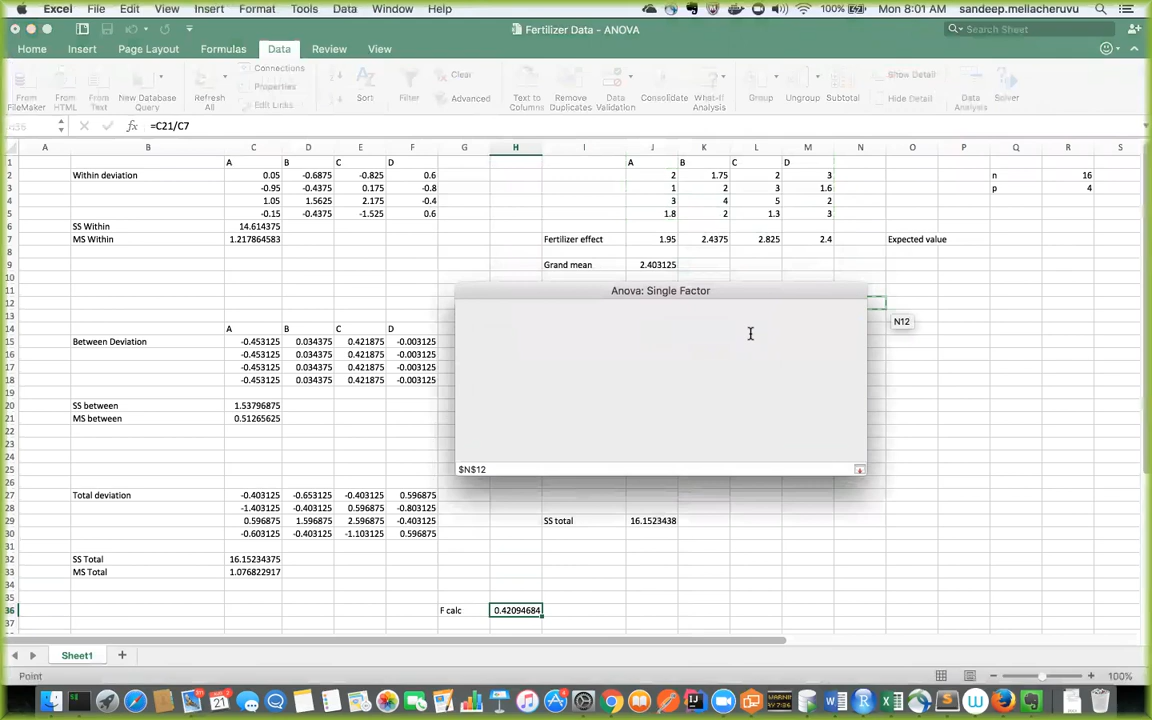 Excel File Edit View Insert Format Tools Data Window Help 100% Mon 8:01 AM sandeep.meliacheruvu
Fertilizer Data - ANOVA Search Sheet
Home Insert Page Layout Formulas Data Review View
From FileMaker From HTML From Text New Database Query Refresh All Connections Properties Edit Links Sort Filter Clear Advanced Text to Columns Remove Duplicates Data Validation Consolidate What-If Analysis Group Ungroup Subtotal Show Detail Hide Detail Data Analysis Solver
fx =C21/C7
A B C D E F G H I J K L M N O P Q R S
1 A B C D A B C D
2 Within deviation 0.05 -0.6875 -0.825 0.6 2 1.75 2 3 n 16
3 -0.95 -0.4375 0.175 -0.8 1 2 3 1.6 p 4
4 1.05 1.5625 2.175 -0.4 3 4 5 2
5 -0.15 -0.4375 -1.525 0.6 1.8 2 1.3 3
6 SS Within 14.614375
7 MS Within 1.217864583 Fertilizer effect 1.95 2.4375 2.825 2.4 Expected value
8
9 Grand mean 2.403125
10
11 Anova: Single Factor
12
N12
13
14 A B C D
15 Between Deviation -0.453125 0.034375 0.421875 -0.003125
16 -0.453125 0.034375 0.421875 -0.003125
17 -0.453125 0.034375 0.421875 -0.003125
18 -0.453125 0.034375 0.421875 -0.003125
19
20 SS between 1.53796875
21 MS between 0.51265625
22
23
24
25 $N$12
27 Total deviation -0.403125 -0.653125 -0.403125 0.596875
28 -1.403125 -0.403125 0.596875 -0.803125
29 0.596875 1.596875 2.596875 -0.403125 SS total 16.1523438
30 -0.603125 -0.403125 -1.103125 0.596875
31
32 SS Total 16.15234375
33 MS Total 1.076822917
34
35
36 F calc 0.42094684
37
Sheet1
Point 100%